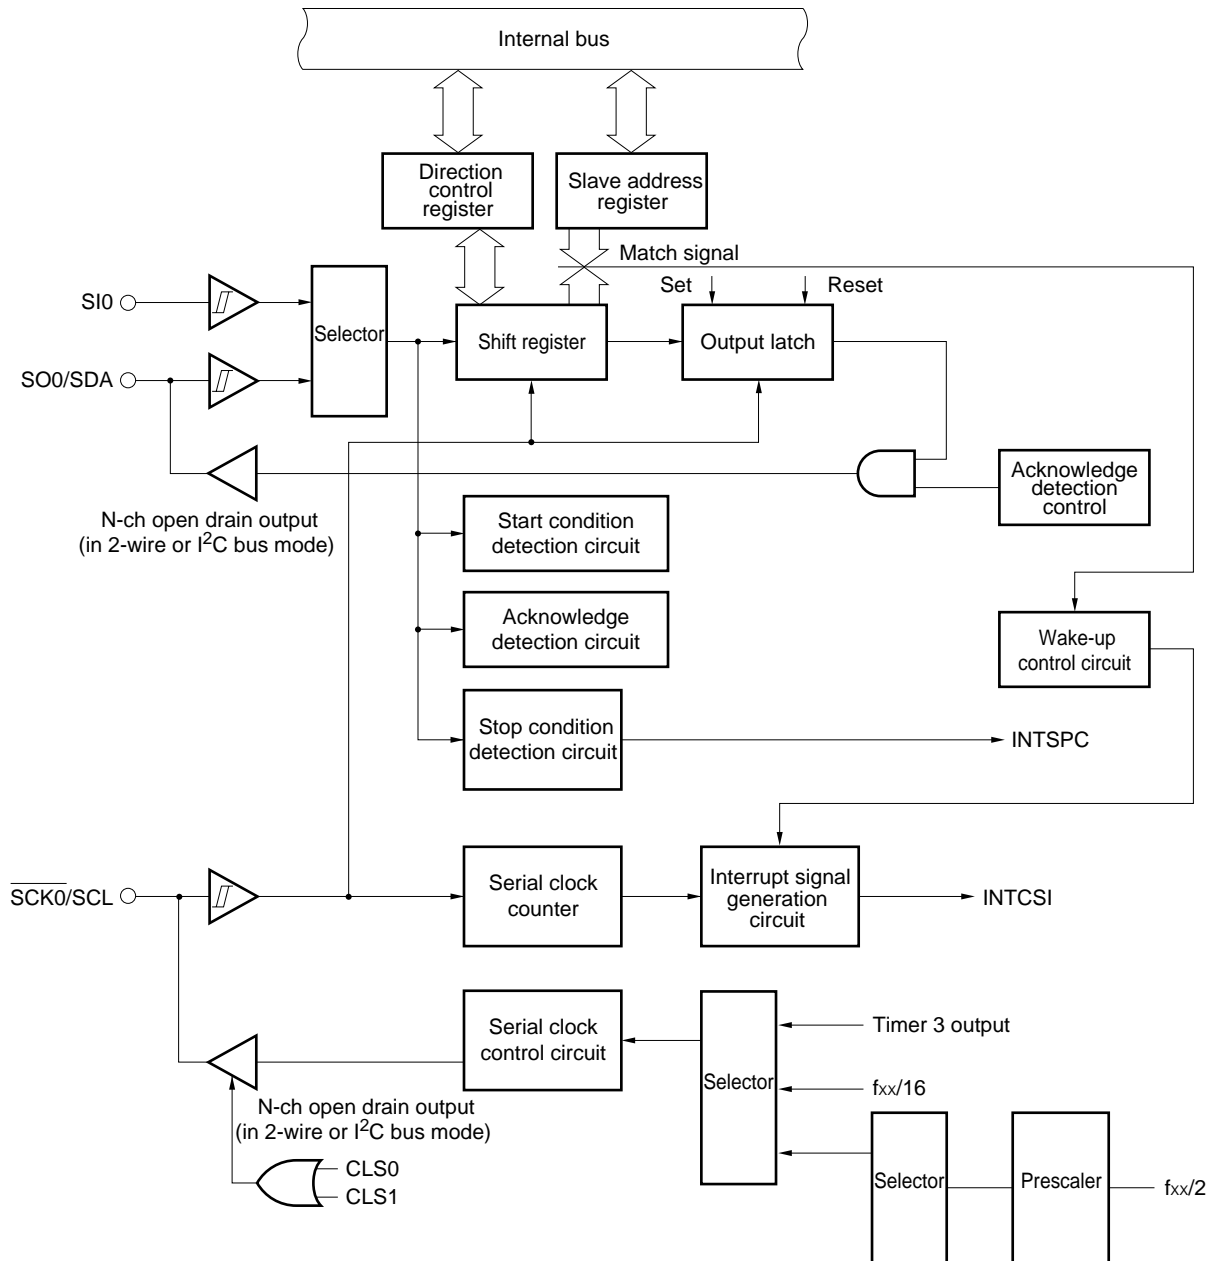 Internal bus
Direction
control
register
Slave address
register
Match signal
Set
Reset
SI0
Selector
Shift register
Output latch
SO0/SDA
N-ch open drain output
(in 2-wire or I²C bus mode)
Acknowledge
detection
control
Start condition
detection circuit
Acknowledge
detection circuit
Wake-up
control circuit
Stop condition
detection circuit
INTSPC
SCK0/SCL
Serial clock
counter
Interrupt signal
generation
circuit
INTCSI
Serial clock
control circuit
Selector
Timer 3 output
fxx/16
N-ch open drain output
(in 2-wire or I²C bus mode)
CLS0
CLS1
Selector
Prescaler
fxx/2